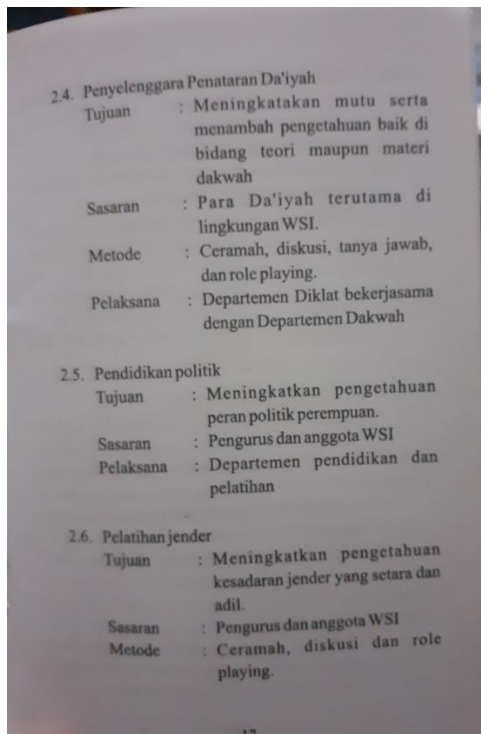 2.4. Penyelenggara Penataran Da'iyah
Tujuan : Meningkatakan mutu serta
menambah pengetahuan baik di
bidang teori maupun materi
dakwah
Sasaran : Para Da'iyah terutama di
lingkungan WSI.
Metode : Ceramah, diskusi, tanya jawab,
dan role playing.
Pelaksana : Departemen Diklat bekerjasama
dengan Departemen Dakwah
2.5. Pendidikan politik
Tujuan : Meningkatkan pengetahuan
peran politik perempuan.
Sasaran : Pengurus dan anggota WSI
Pelaksana : Departemen pendidikan dan
pelatihan
2.6. Pelatihan jender
Tujuan : Meningkatkan pengetahuan
kesadaran jender yang setara dan
adil.
Sasaran : Pengurus dan anggota WSI
Metode : Ceramah, diskusi dan role
playing.